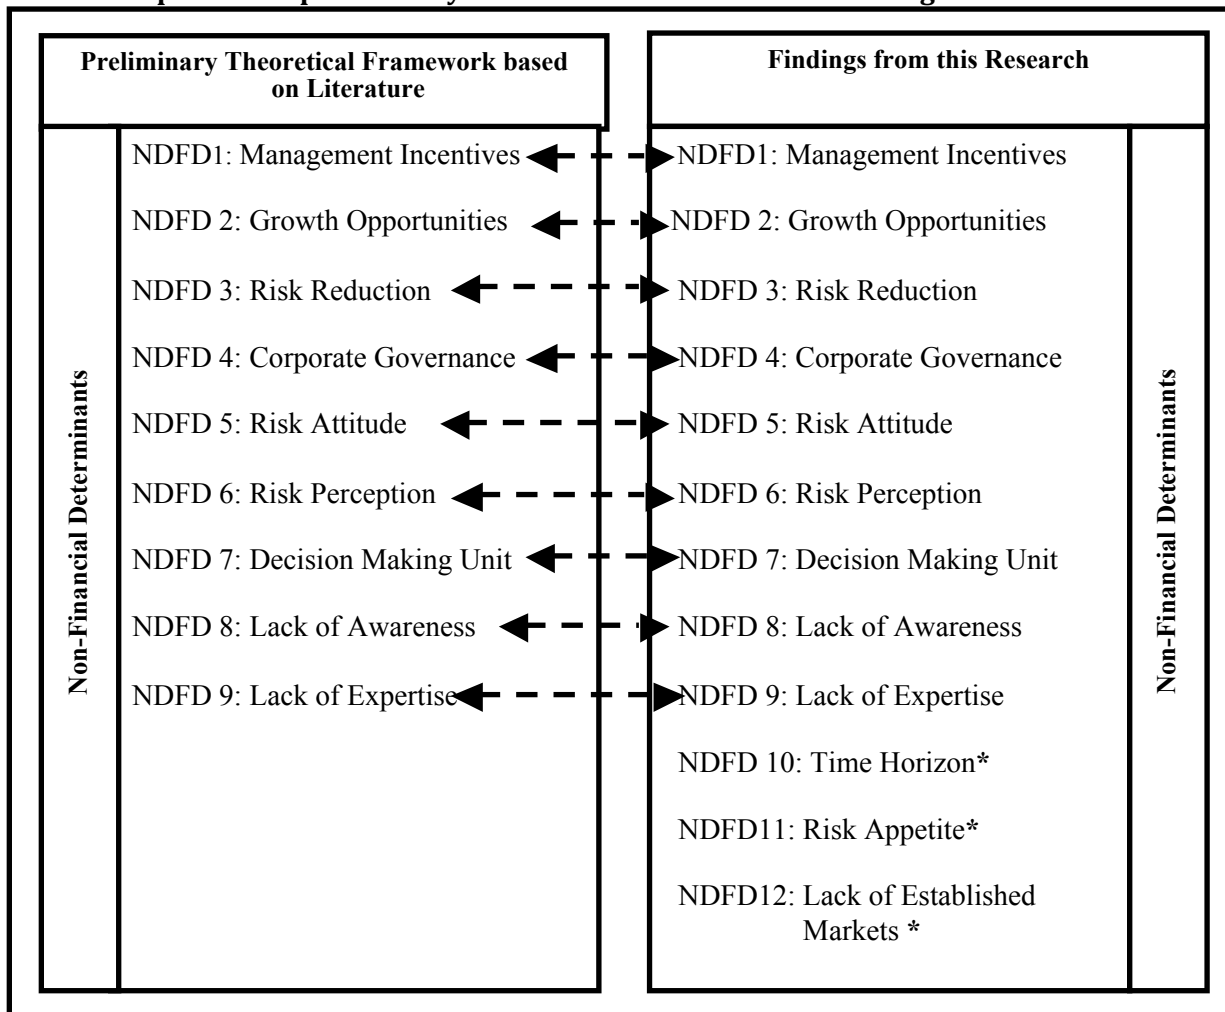 Preliminary Theoretical Framework based
on Literature
Non-Financial Determinants
NDFD1: Management Incentives
NDFD 2: Growth Opportunities
NDFD 3: Risk Reduction
NDFD 4: Corporate Governance
NDFD 5: Risk Attitude
NDFD 6: Risk Perception
NDFD 7: Decision Making Unit
NDFD 8: Lack of Awareness
NDFD 9: Lack of Expertise
Findings from this Research
NDFD1: Management Incentives
NDFD 2: Growth Opportunities
NDFD 3: Risk Reduction
NDFD 4: Corporate Governance
NDFD 5: Risk Attitude
NDFD 6: Risk Perception
NDFD 7: Decision Making Unit
NDFD 8: Lack of Awareness
NDFD 9: Lack of Expertise
NDFD 10: Time Horizon*
NDFD11: Risk Appetite*
NDFD12: Lack of Established
Markets *
Non-Financial Determinants